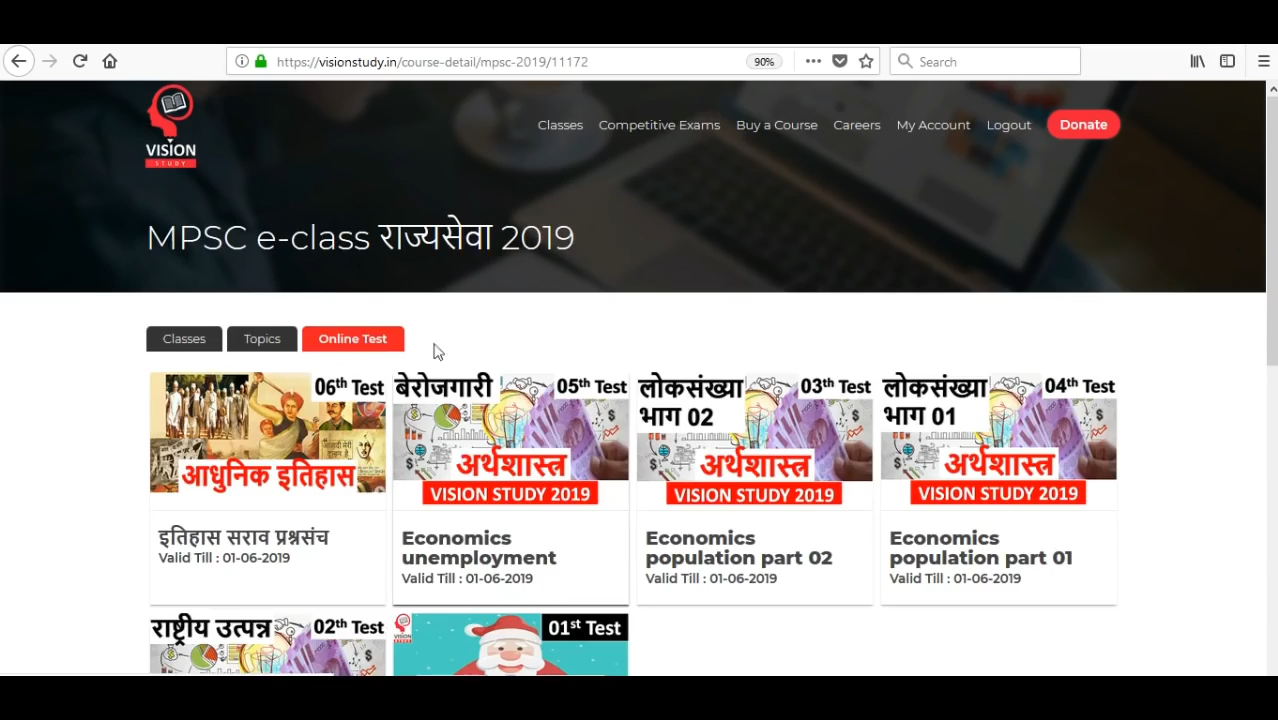 https://visionstudy.in/course-detail/mpsc-2019/11172
90%
Search
VISION
STUDY
Classes
Competitive Exams
Buy a Course
Careers
My Account
Logout
Donate
MPSC e-class राज्यसेवा 2019
Classes
Topics
Online Test
06th Test
आधुनिक इतिहास
इतिहास सराव प्रश्नसंच
Valid Till : 01-06-2019
बेरोजगारी
05th Test
अर्थशास्त्र
VISION STUDY 2019
Economics
unemployment
Valid Till : 01-06-2019
लोकसंख्या
भाग 02
03th Test
अर्थशास्त्र
VISION STUDY 2019
Economics
population part 02
Valid Till : 01-06-2019
लोकसंख्या
भाग 01
04th Test
अर्थशास्त्र
VISION STUDY 2019
Economics
population part 01
Valid Till : 01-06-2019
राष्ट्रीय उत्पन्न
02th Test
VISION
01st Test